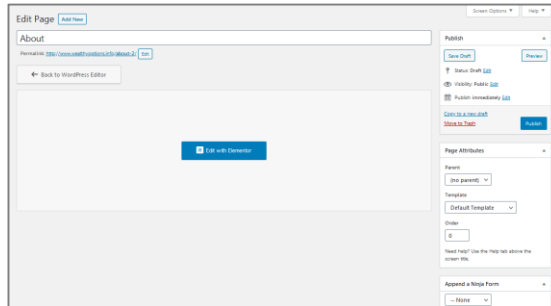 Screen Options ▼ Help ▼
Edit Page Add New
About
Permalink: http://www.wealthyoptions.info/about-2/ Edit
← Back to WordPress Editor
Edit with Elementor
Publish
Save Draft Preview
Status: Draft Edit
Visibility: Public Edit
Publish immediately Edit
Copy to a new draft
Move to Trash Publish
Page Attributes
Parent
(no parent)
Template
Default Template
Order
0
Need help? Use the Help tab above the
screen title.
Append a Ninja Form
-- None